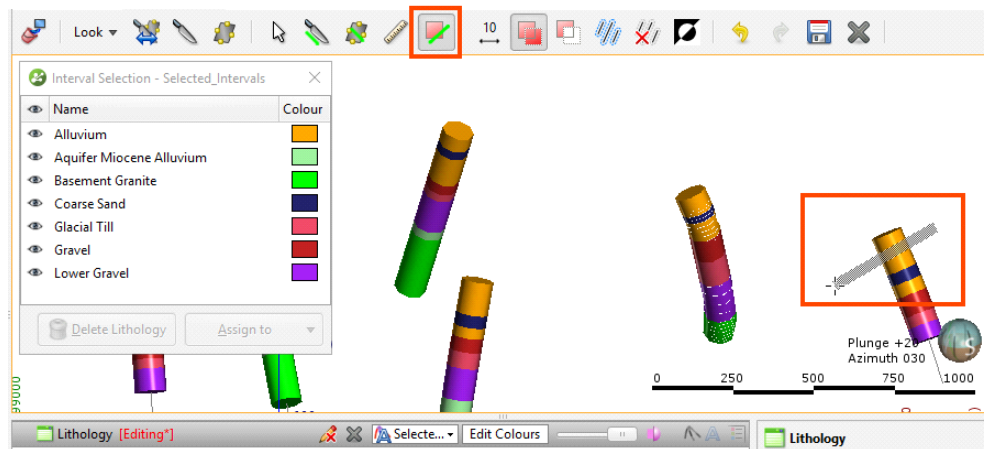 Look
10
Interval Selection - Selected_Intervals
Name Colour
Alluvium
Aquifer Miocene Alluvium
Basement Granite
Coarse Sand
Glacial Till
Gravel
Lower Gravel
Delete Lithology Assign to
S
Plunge +20
Azimuth 030
0 250 500 750 1000
Lithology [Editing*] Selecte... Edit Colours Lithology